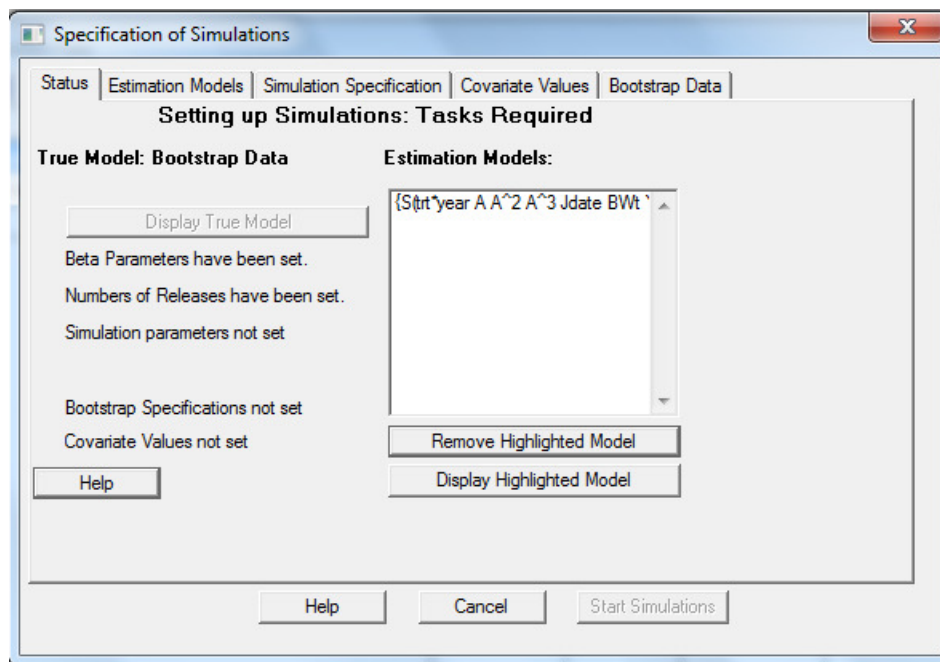 Specification of Simulations
X
Status Estimation Models Simulation Specification Covariate Values Bootstrap Data
Setting up Simulations: Tasks Required
True Model: Bootstrap Data Estimation Models:
{S(trt*year A A^2 A^3 Jdate BWt
Display True Model
Beta Parameters have been set.
Numbers of Releases have been set.
Simulation parameters not set
Bootstrap Specifications not set
Covariate Values not set Remove Highlighted Model
Help Display Highlighted Model
Help Cancel Start Simulations